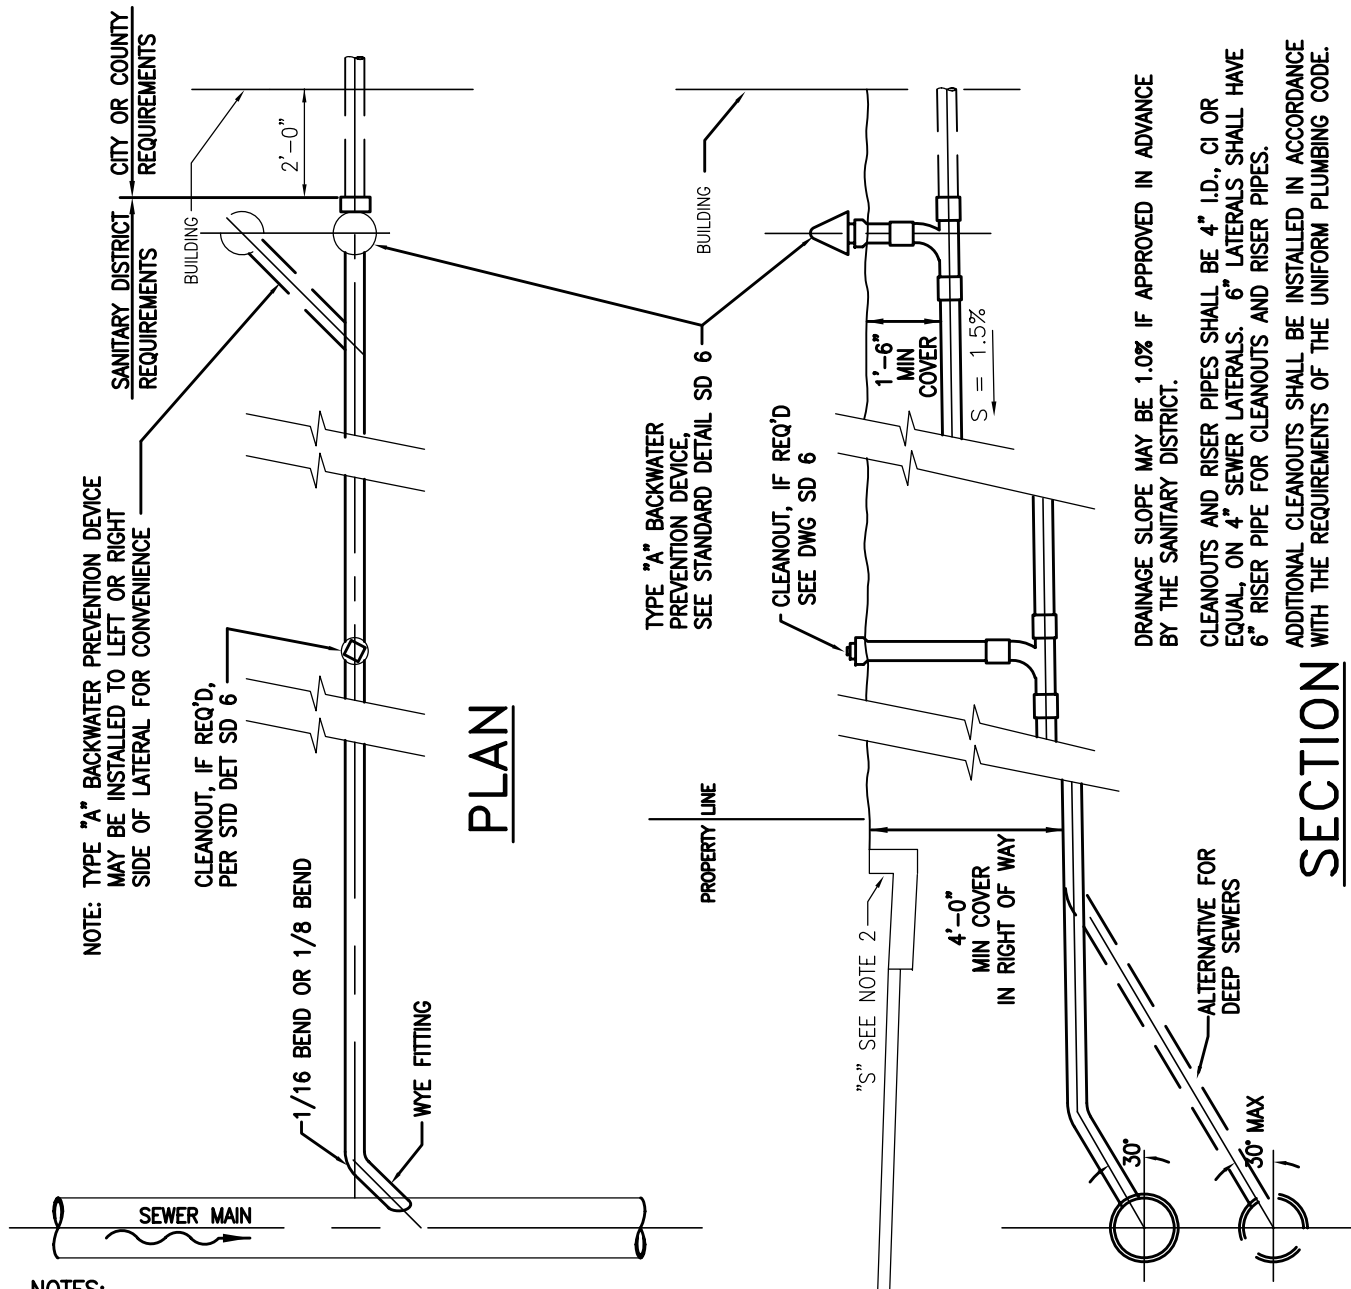 CITY OR COUNTY
REQUIREMENTS
SANITARY DISTRICT
REQUIREMENTS
BUILDING
2'-0"
NOTE: TYPE "A" BACKWATER PREVENTION DEVICE
MAY BE INSTALLED TO LEFT OR RIGHT
SIDE OF LATERAL FOR CONVENIENCE
CLEANOUT, IF REQ'D,
PER STD DET SD 6
1/16 BEND OR 1/8 BEND
WYE FITTING
SEWER MAIN
PLAN
BUILDING
TYPE "A" BACKWATER
PREVENTION DEVICE,
SEE STANDARD DETAIL SD 6
CLEANOUT, IF REQ'D
SEE DWG SD 6
1'-6"
MIN
COVER
S = 1.5%
PROPERTY LINE
"S" SEE NOTE 2
4'-0"
MIN COVER
IN RIGHT OF WAY
ALTERNATIVE FOR
DEEP SEWERS
30°
30° MAX
DRAINAGE SLOPE MAY BE 1.0% IF APPROVED IN ADVANCE
BY THE SANITARY DISTRICT.
CLEANOUTS AND RISER PIPES SHALL BE 4" I.D., CI OR
EQUAL, ON 4" SEWER LATERALS. 6" LATERALS SHALL HAVE
6" RISER PIPE FOR CLEANOUTS AND RISER PIPES.
ADDITIONAL CLEANOUTS SHALL BE INSTALLED IN ACCORDANCE
WITH THE REQUIREMENTS OF THE UNIFORM PLUMBING CODE.
SECTION
NOTES: